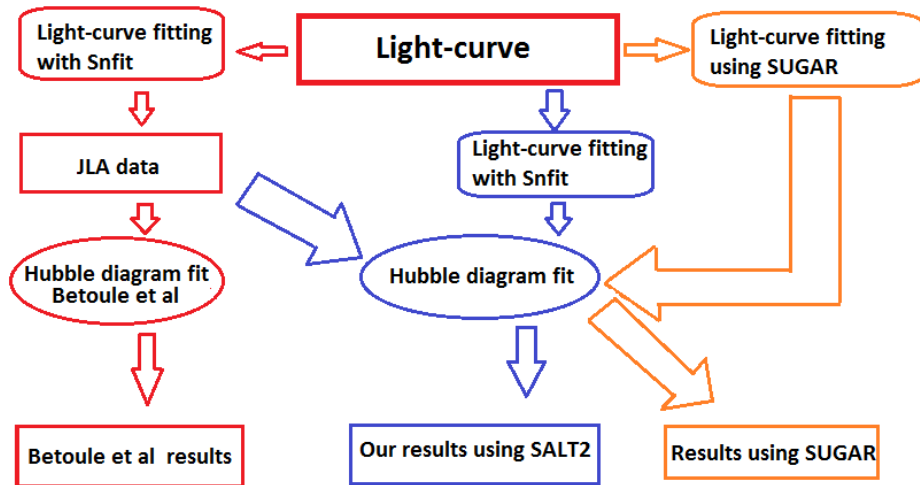 Light-curve fitting
with Snfit
Light-curve
Light-curve fitting
using SUGAR
JLA data
Light-curve fitting
with Snfit
Hubble diagram fit
Betoule et al
Hubble diagram fit
Betoule et al  results
Our results using SALT2
Results using SUGAR